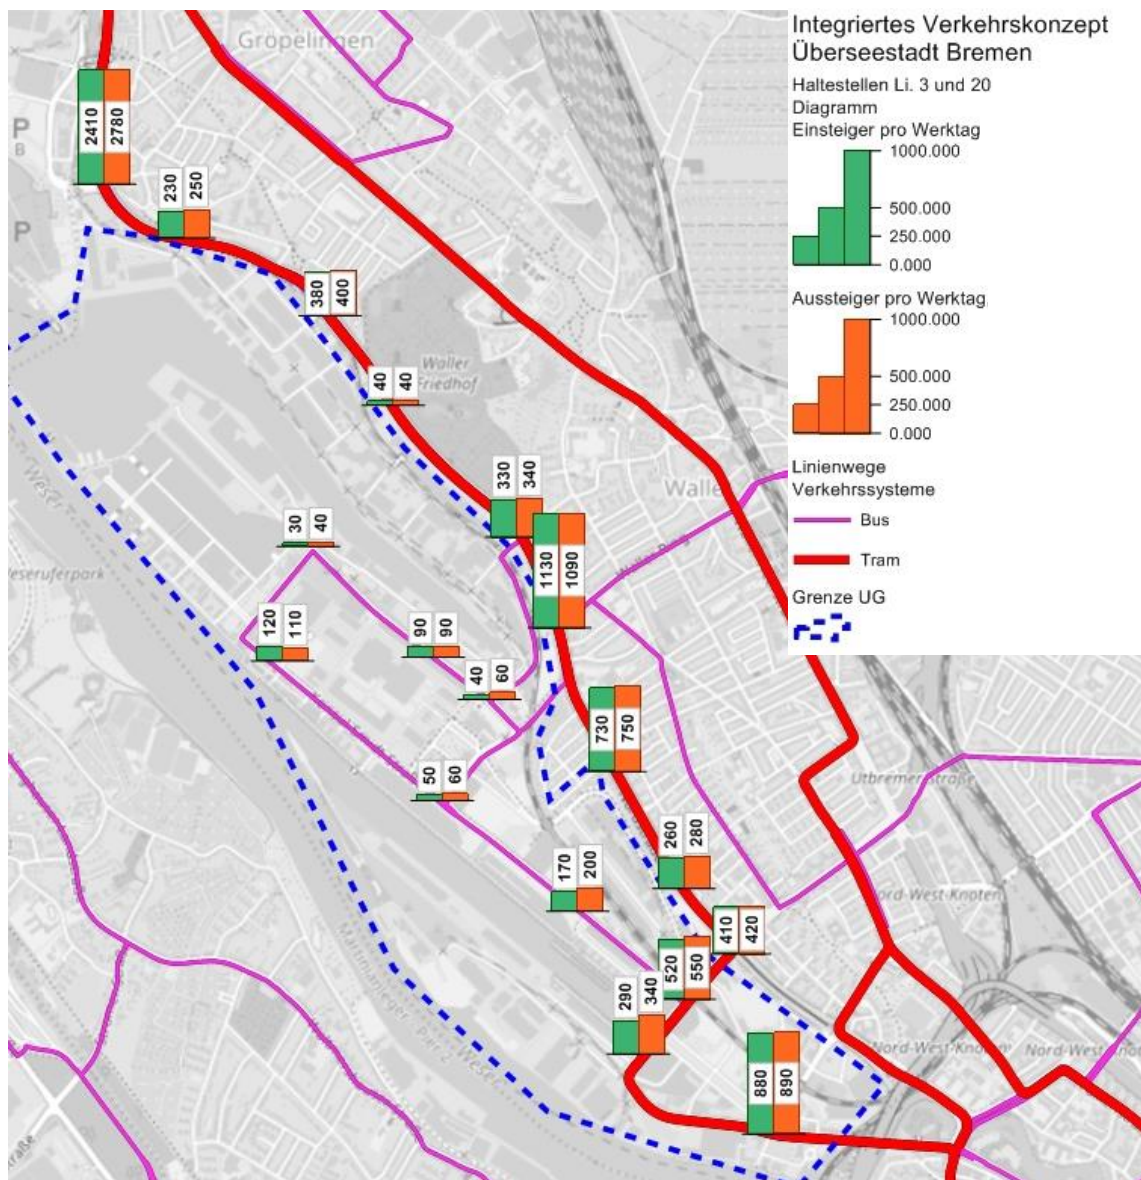 Integriertes Verkehrskonzept
Überseestadt Bremen
Haltestellen Li. 3 und 20
Diagramm
Einsteiger pro Werktag
1000.000
500.000
250.000
0.000
Aussteiger pro Werktag
1000.000
500.000
250.000
0.000
Linienwege
Verkehrssysteme
Bus
Tram
Grenze UG
Gröpelingen
2410 2780
P
B
230 250
P
380 400
Waller
Friedhof
40 40
330 340
Walle
Weser
30 40
1130 1090
120 110
90 90
40 60
730 750
50 60
Utbremer Straße
260 280
170 200
410 420
520 550
290 340
Nord-West-Knoten
Nord-West-Knoten
880 890
Weser